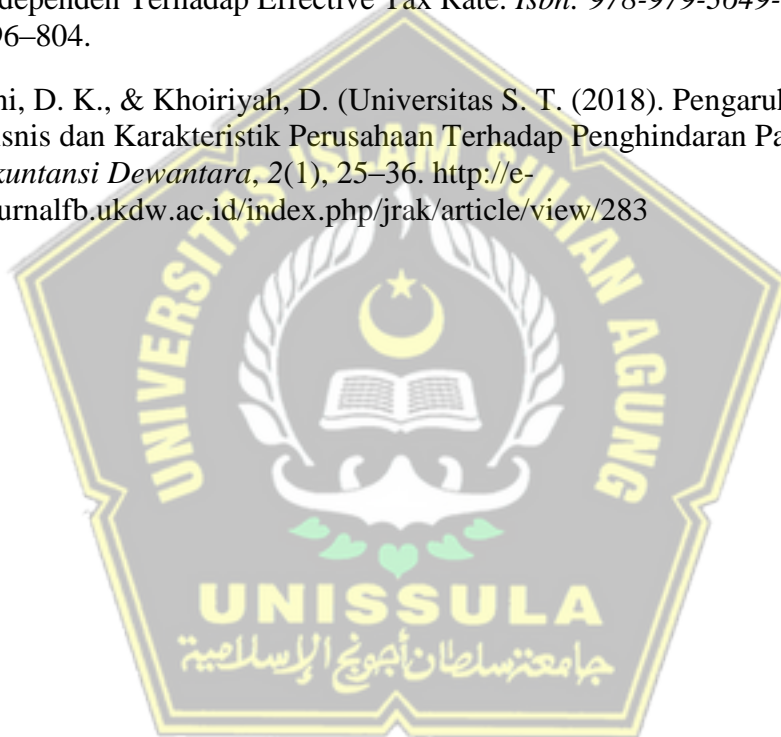 dependen Terhadap Effective Tax Rate. Isbn: 978-979-3649-
96–804.
ni, D. K., & Khoiriyah, D. (Universitas S. T. (2018). Pengaruh
isnis dan Karakteristik Perusahaan Terhadap Penghindaran Pa
kuntansi Dewantara, 2(1), 25–36. http://e-
urnalfb.ukdw.ac.id/index.php/jrak/article/view/283
UNIVERSITAS ISLAM SULTAN AGUNG
UNISSULA
جامعة سلطان أجونج الإسلامية